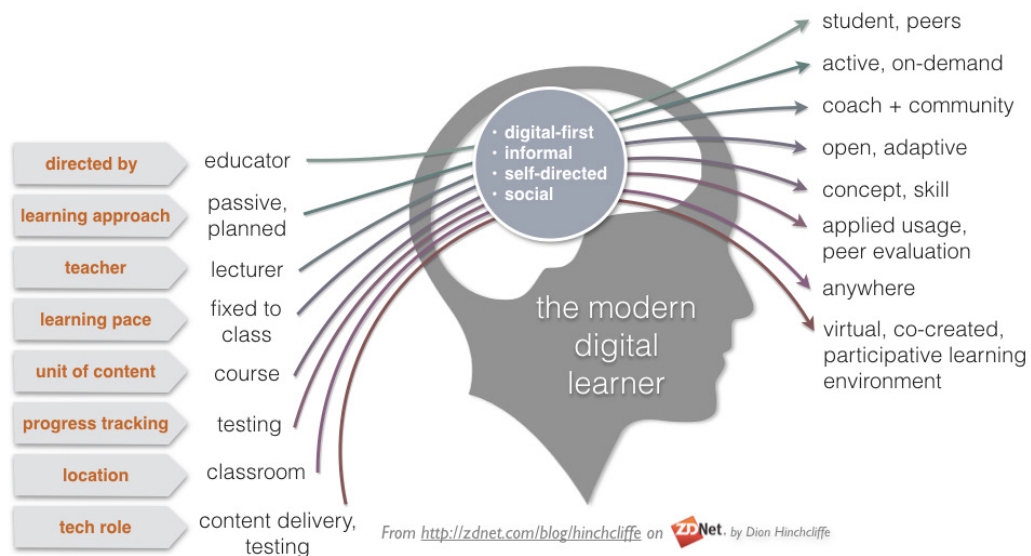 directed by
educator
learning approach
passive,
planned
teacher
lecturer
learning pace
fixed to
class
unit of content
course
progress tracking
testing
location
classroom
tech role
content delivery,
testing
· digital-first
· informal
· self-directed
· social
the modern
digital
learner
student, peers
active, on-demand
coach + community
open, adaptive
concept, skill
applied usage,
peer evaluation
anywhere
virtual, co-created,
participative learning
environment
From http://zdnet.com/blog/hinchcliffe on ZDNet. by Dion Hinchcliffe